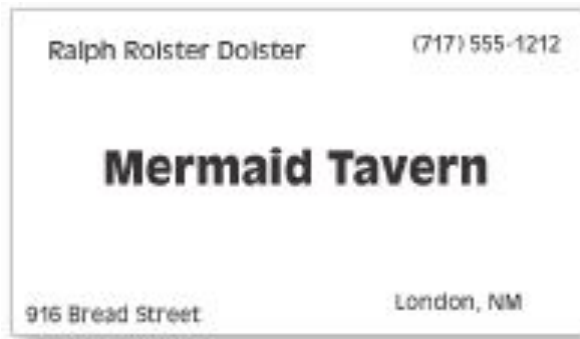 Ralph Roister Doister
(717) 555-1212
Mermaid Tavern
916 Bread Street
London, NM